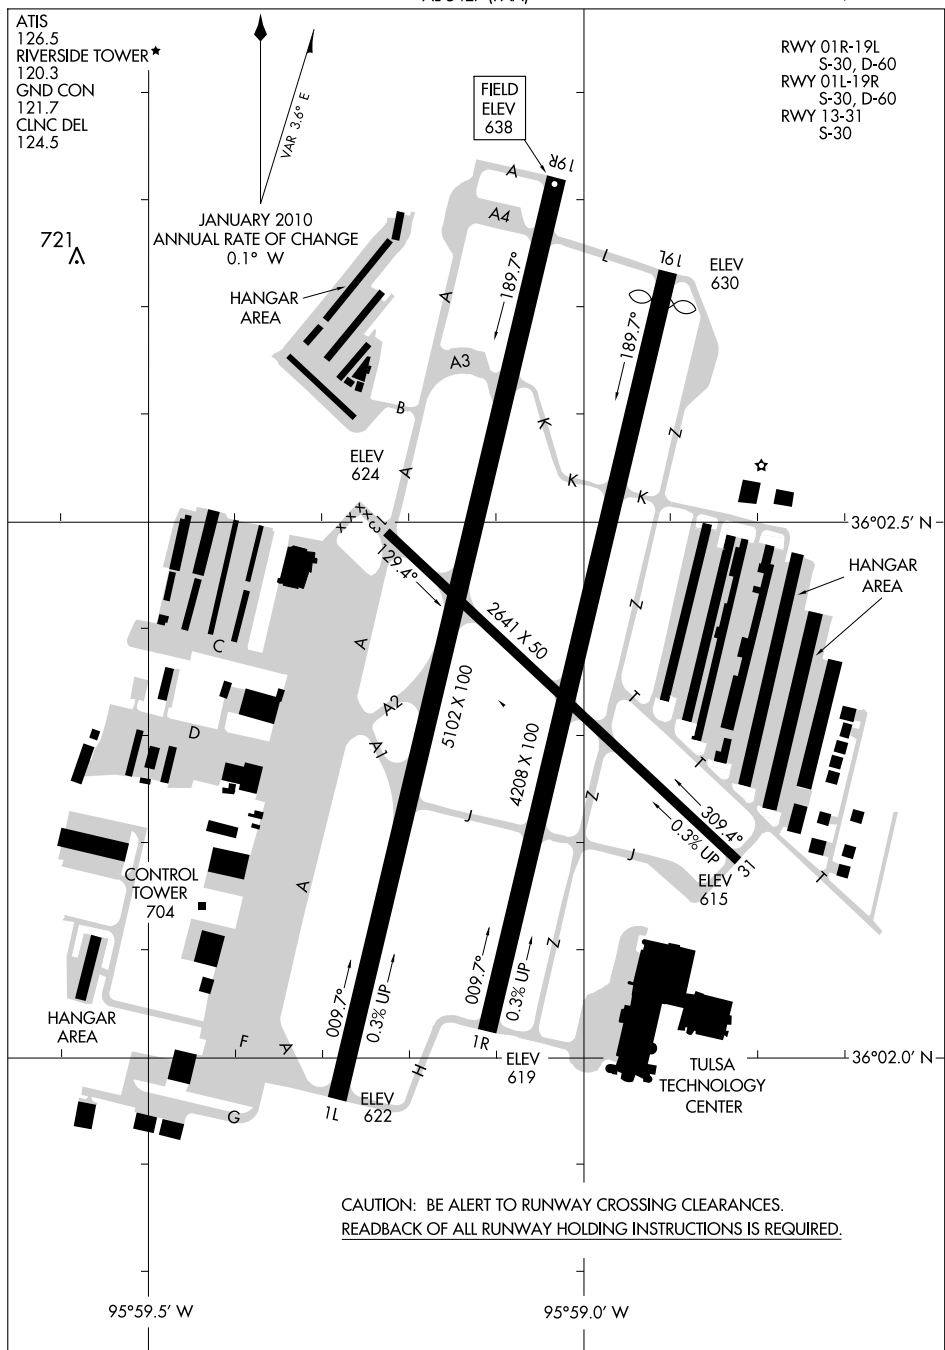 ATIS
126.5
RIVERSIDE TOWER
120.3
GND CON
121.7
CLNC DEL
124.5
VAR 3.6° E
JANUARY 2010
ANNUAL RATE OF CHANGE
0.1° W
FIELD
ELEV
638
RWY 01R-19L
S-30, D-60
RWY 01L-19R
S-30, D-60
RWY 13-31
S-30
721
HANGAR
AREA
A
19R
A4
L
19L
ELEV
630
189.7°
189.7°
A
A3
B
K
K
K
Z
A
ELEV
624
13
129.4°
36°02.5' N
HANGAR
AREA
2641 X 50
Z
C
A
A2
A1
D
5102 X 100
4208 X 100
T
T
T
Z
J
J
309.4°
0.3% UP
31
ELEV
615
CONTROL
TOWER
704
A
HANGAR
AREA
009.7°
0.3% UP
009.7°
0.3% UP
Z
F
A
H
G
1R
ELEV
619
1L
ELEV
622
TULSA
TECHNOLOGY
CENTER
36°02.0' N
CAUTION: BE ALERT TO RUNWAY CROSSING CLEARANCES.
READBACK OF ALL RUNWAY HOLDING INSTRUCTIONS IS REQUIRED.
95°59.5' W
95°59.0' W